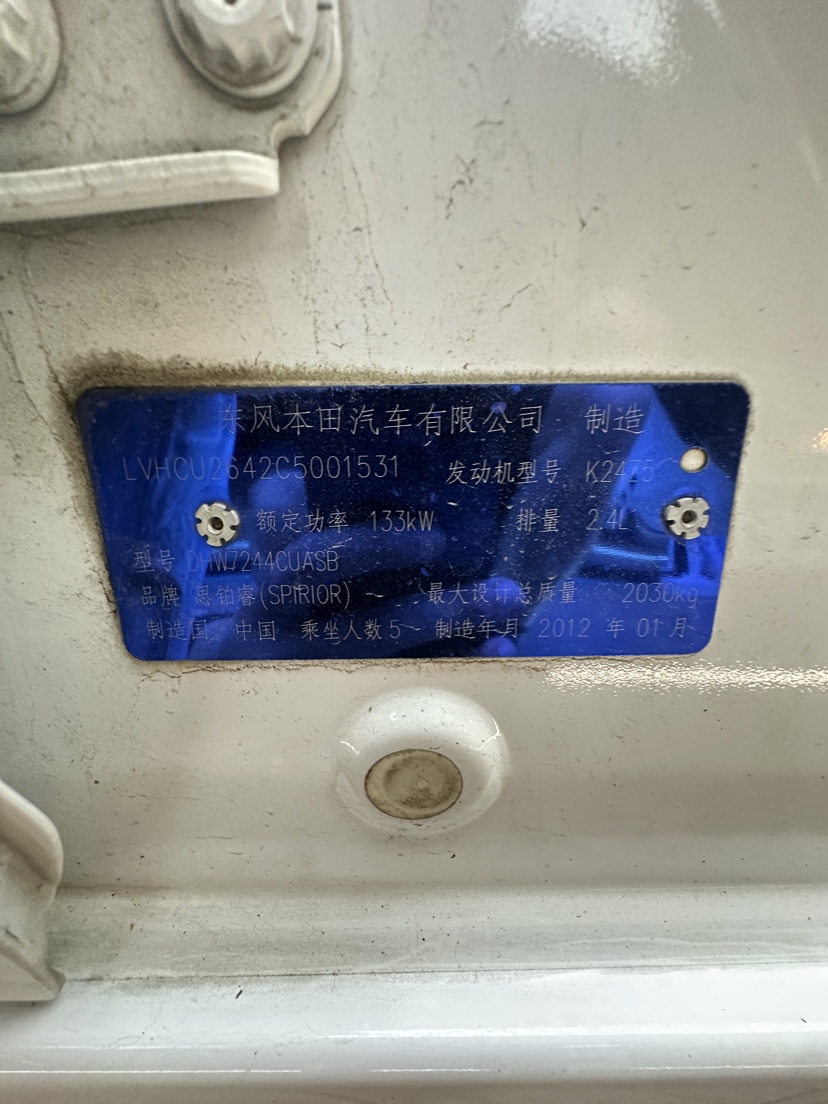 东风本田汽车有限公司 制造
LVHCU2642C5001531 发动机型号
额定功率 133kW 排量 2.4L
型号 DHW7244CUASB
品牌 思铂睿(SPIRIOR) 最大设计总质量 2030kg
制造国 中国 乘坐人数 5 制造年月 2012 年 01 月